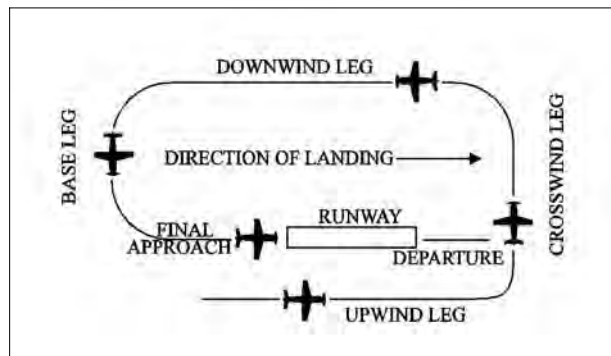 DOWNWIND LEG
BASE LEG
DIRECTION OF LANDING
CROSSWIND LEG
RUNWAY
FINAL
APPROACH
DEPARTURE
UPWIND LEG